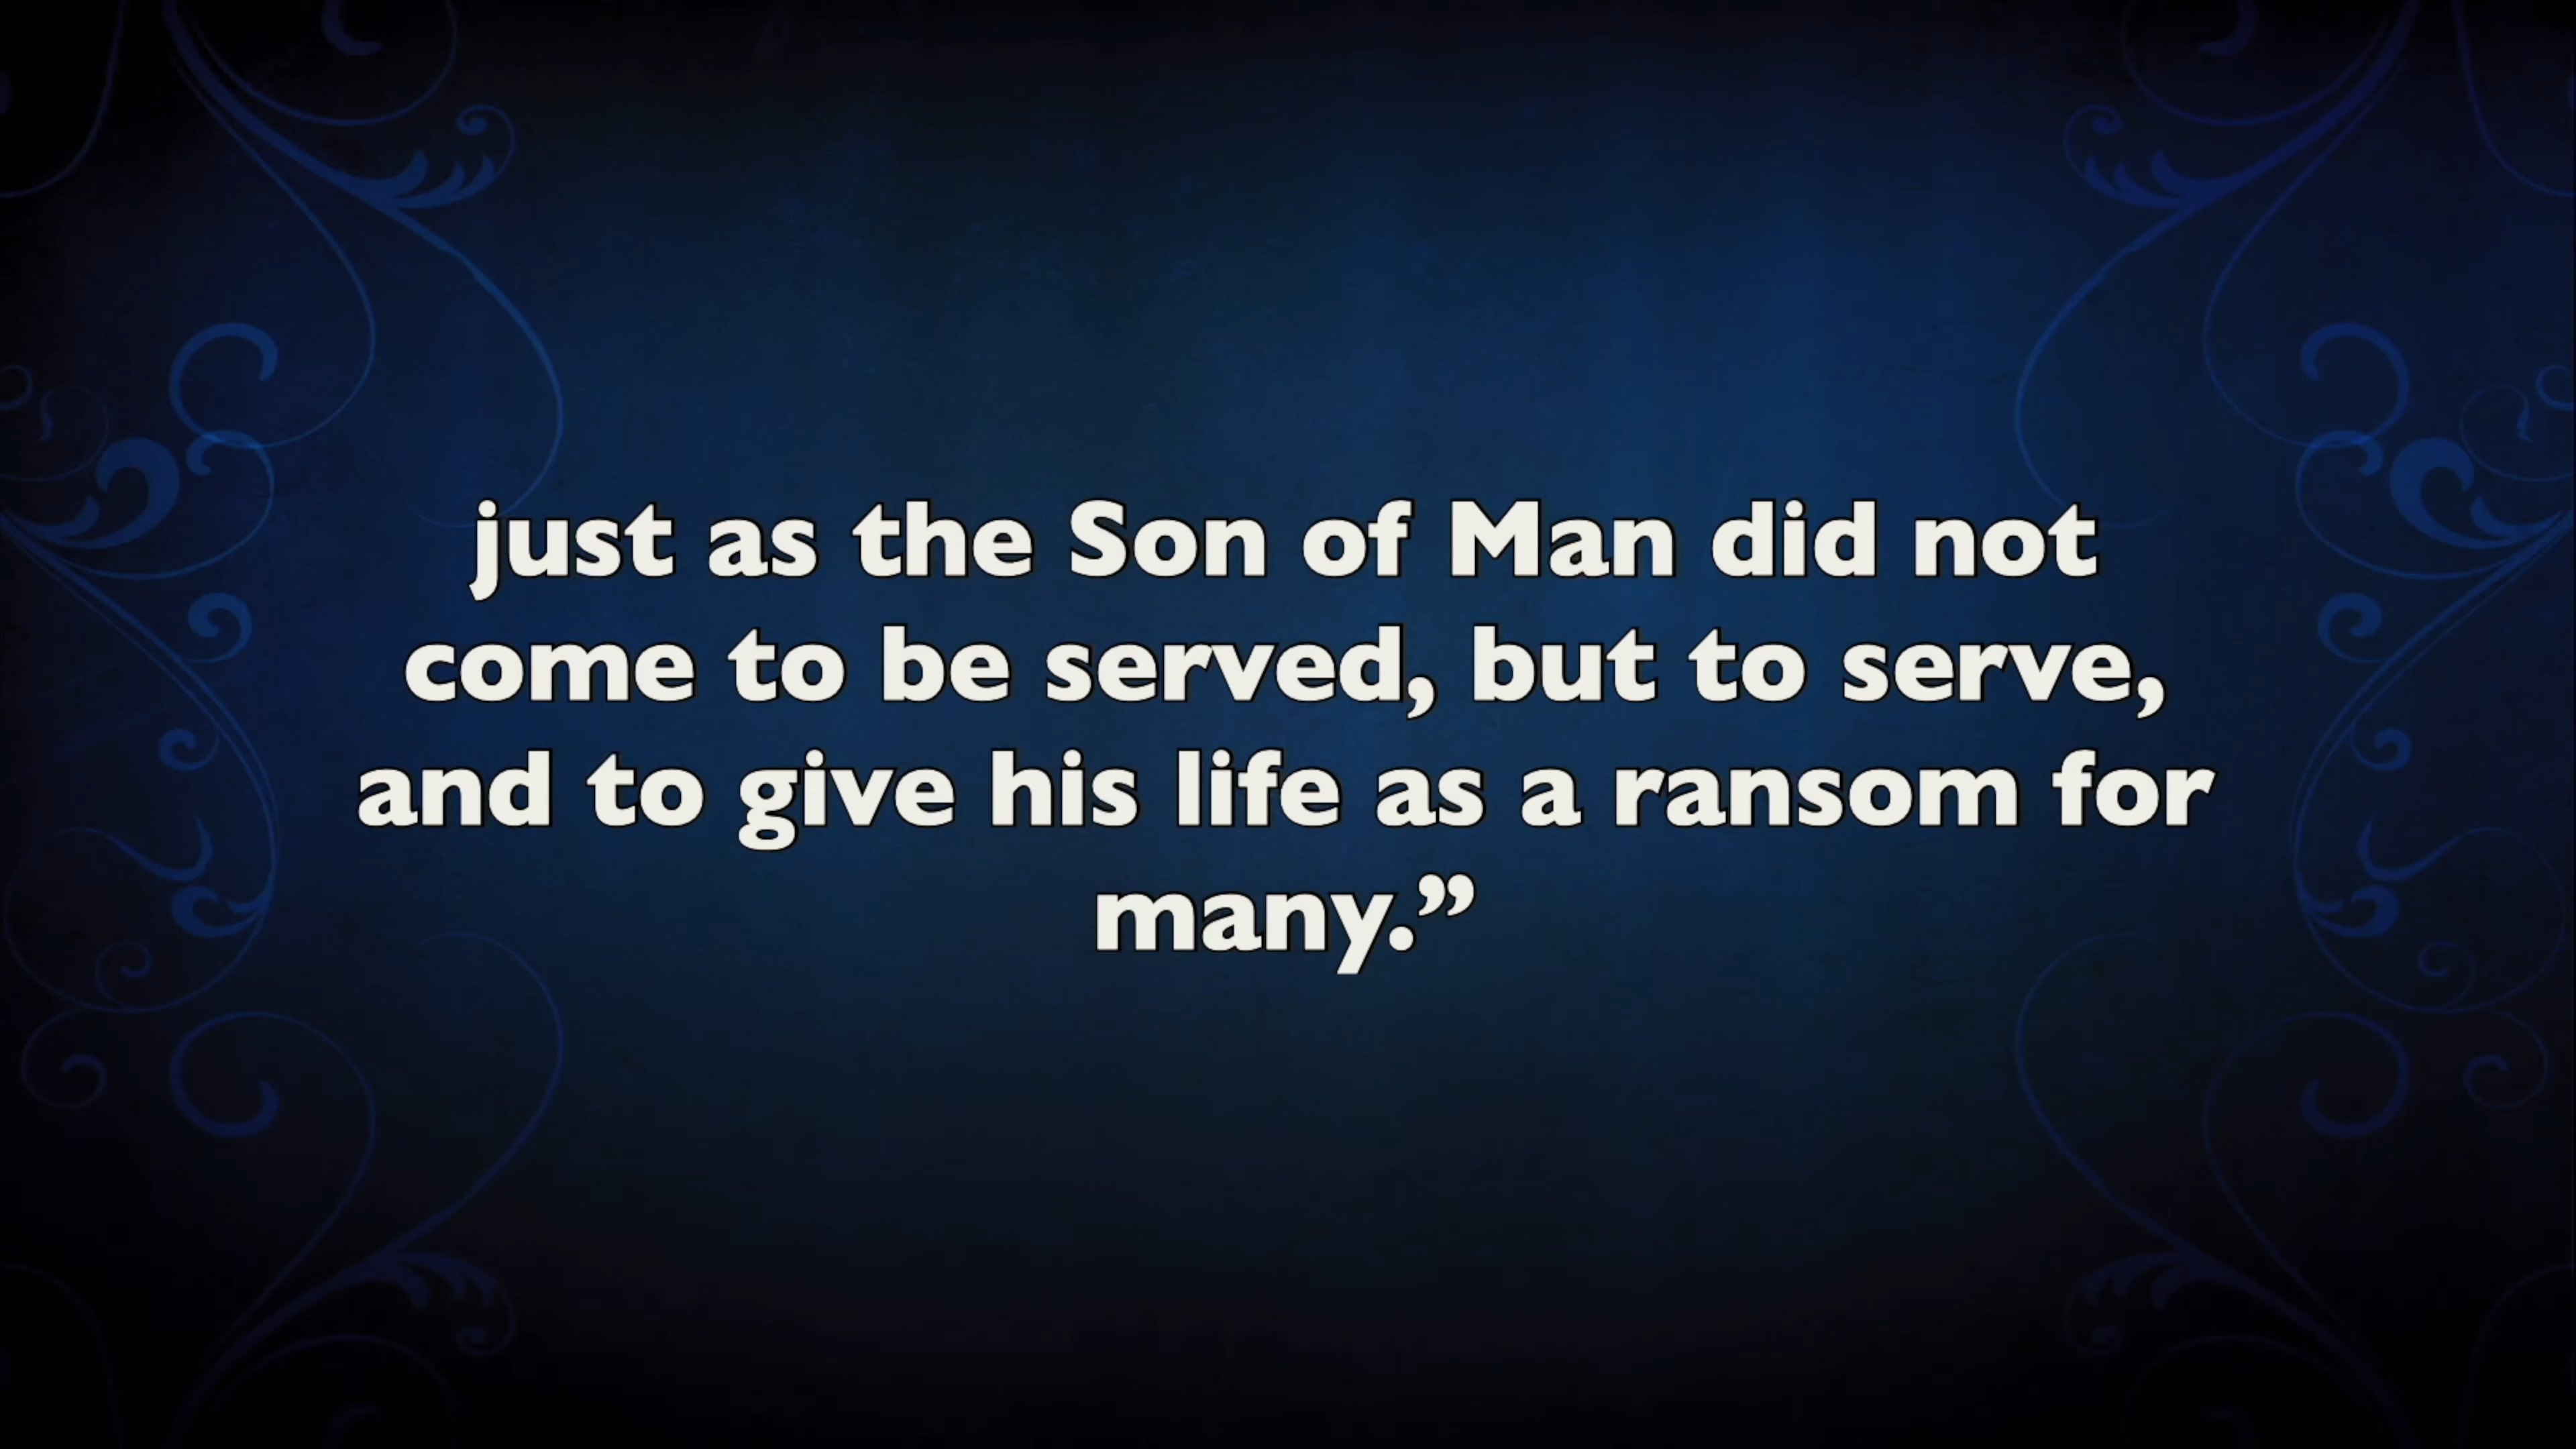 just as the Son of Man did not
come to be served, but to serve,
and to give his life as a ransom for
many.”